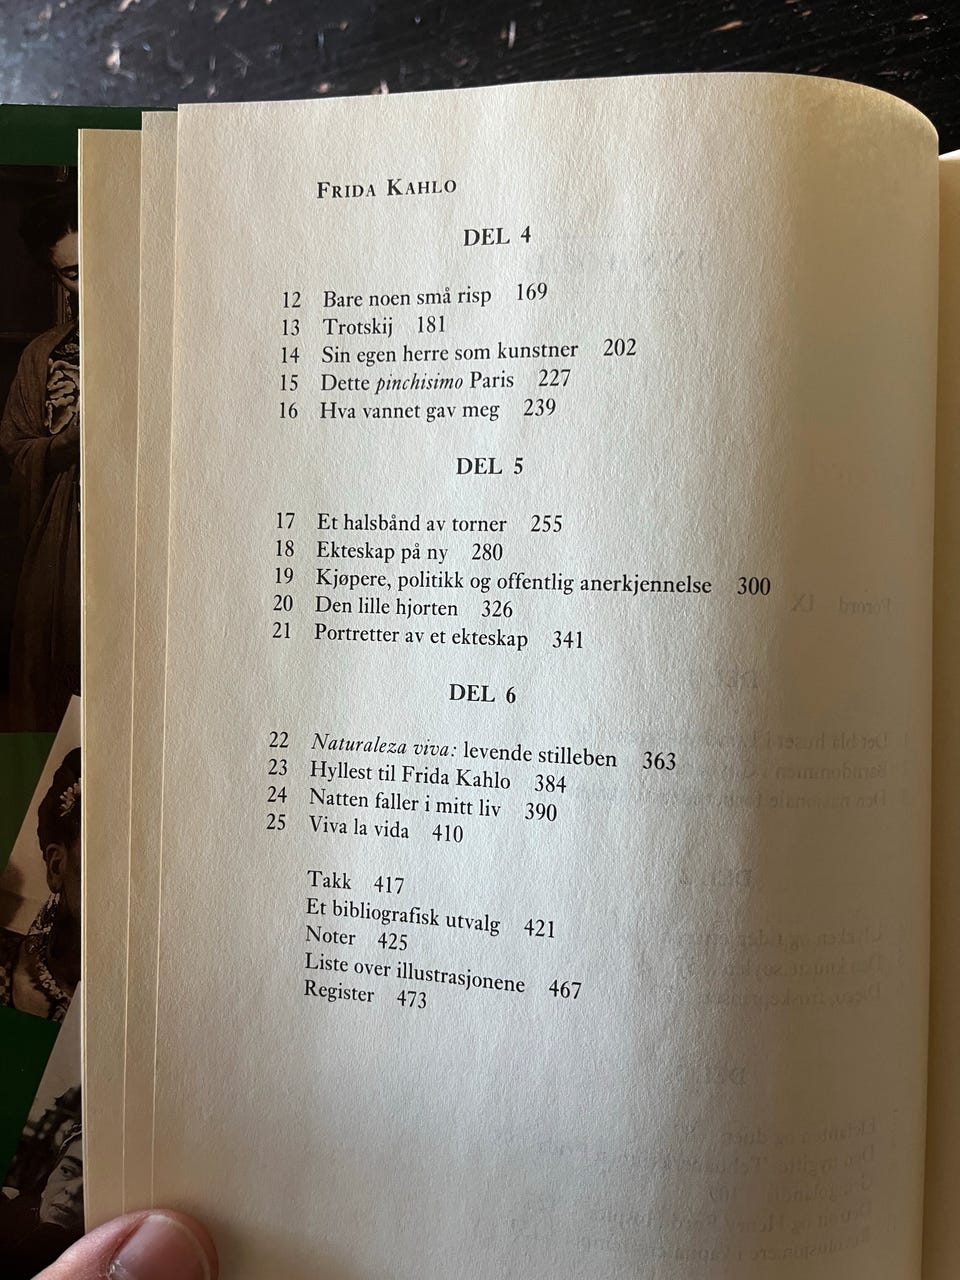 FRIDA KAHLO
DEL 4
12 Bare noen små risp 169
13 Trotskij 181
14 Sin egen herre som kunstner 202
15 Dette pinchisimo Paris 227
16 Hva vannet gav meg 239
DEL 5
17 Et halsbånd av torner 255
18 Ekteskap på ny 280
19 Kjøpere, politikk og offentlig anerkjennelse 300
20 Den lille hjorten 326
21 Portretter av et ekteskap 341
DEL 6
22 Naturaleza viva: levende stilleben 363
23 Hyllest til Frida Kahlo 384
24 Natten faller i mitt liv 390
25 Viva la vida 410
Takk 417
Et bibliografisk utvalg 421
Noter 425
Liste over illustrasjonene 467
Register 473